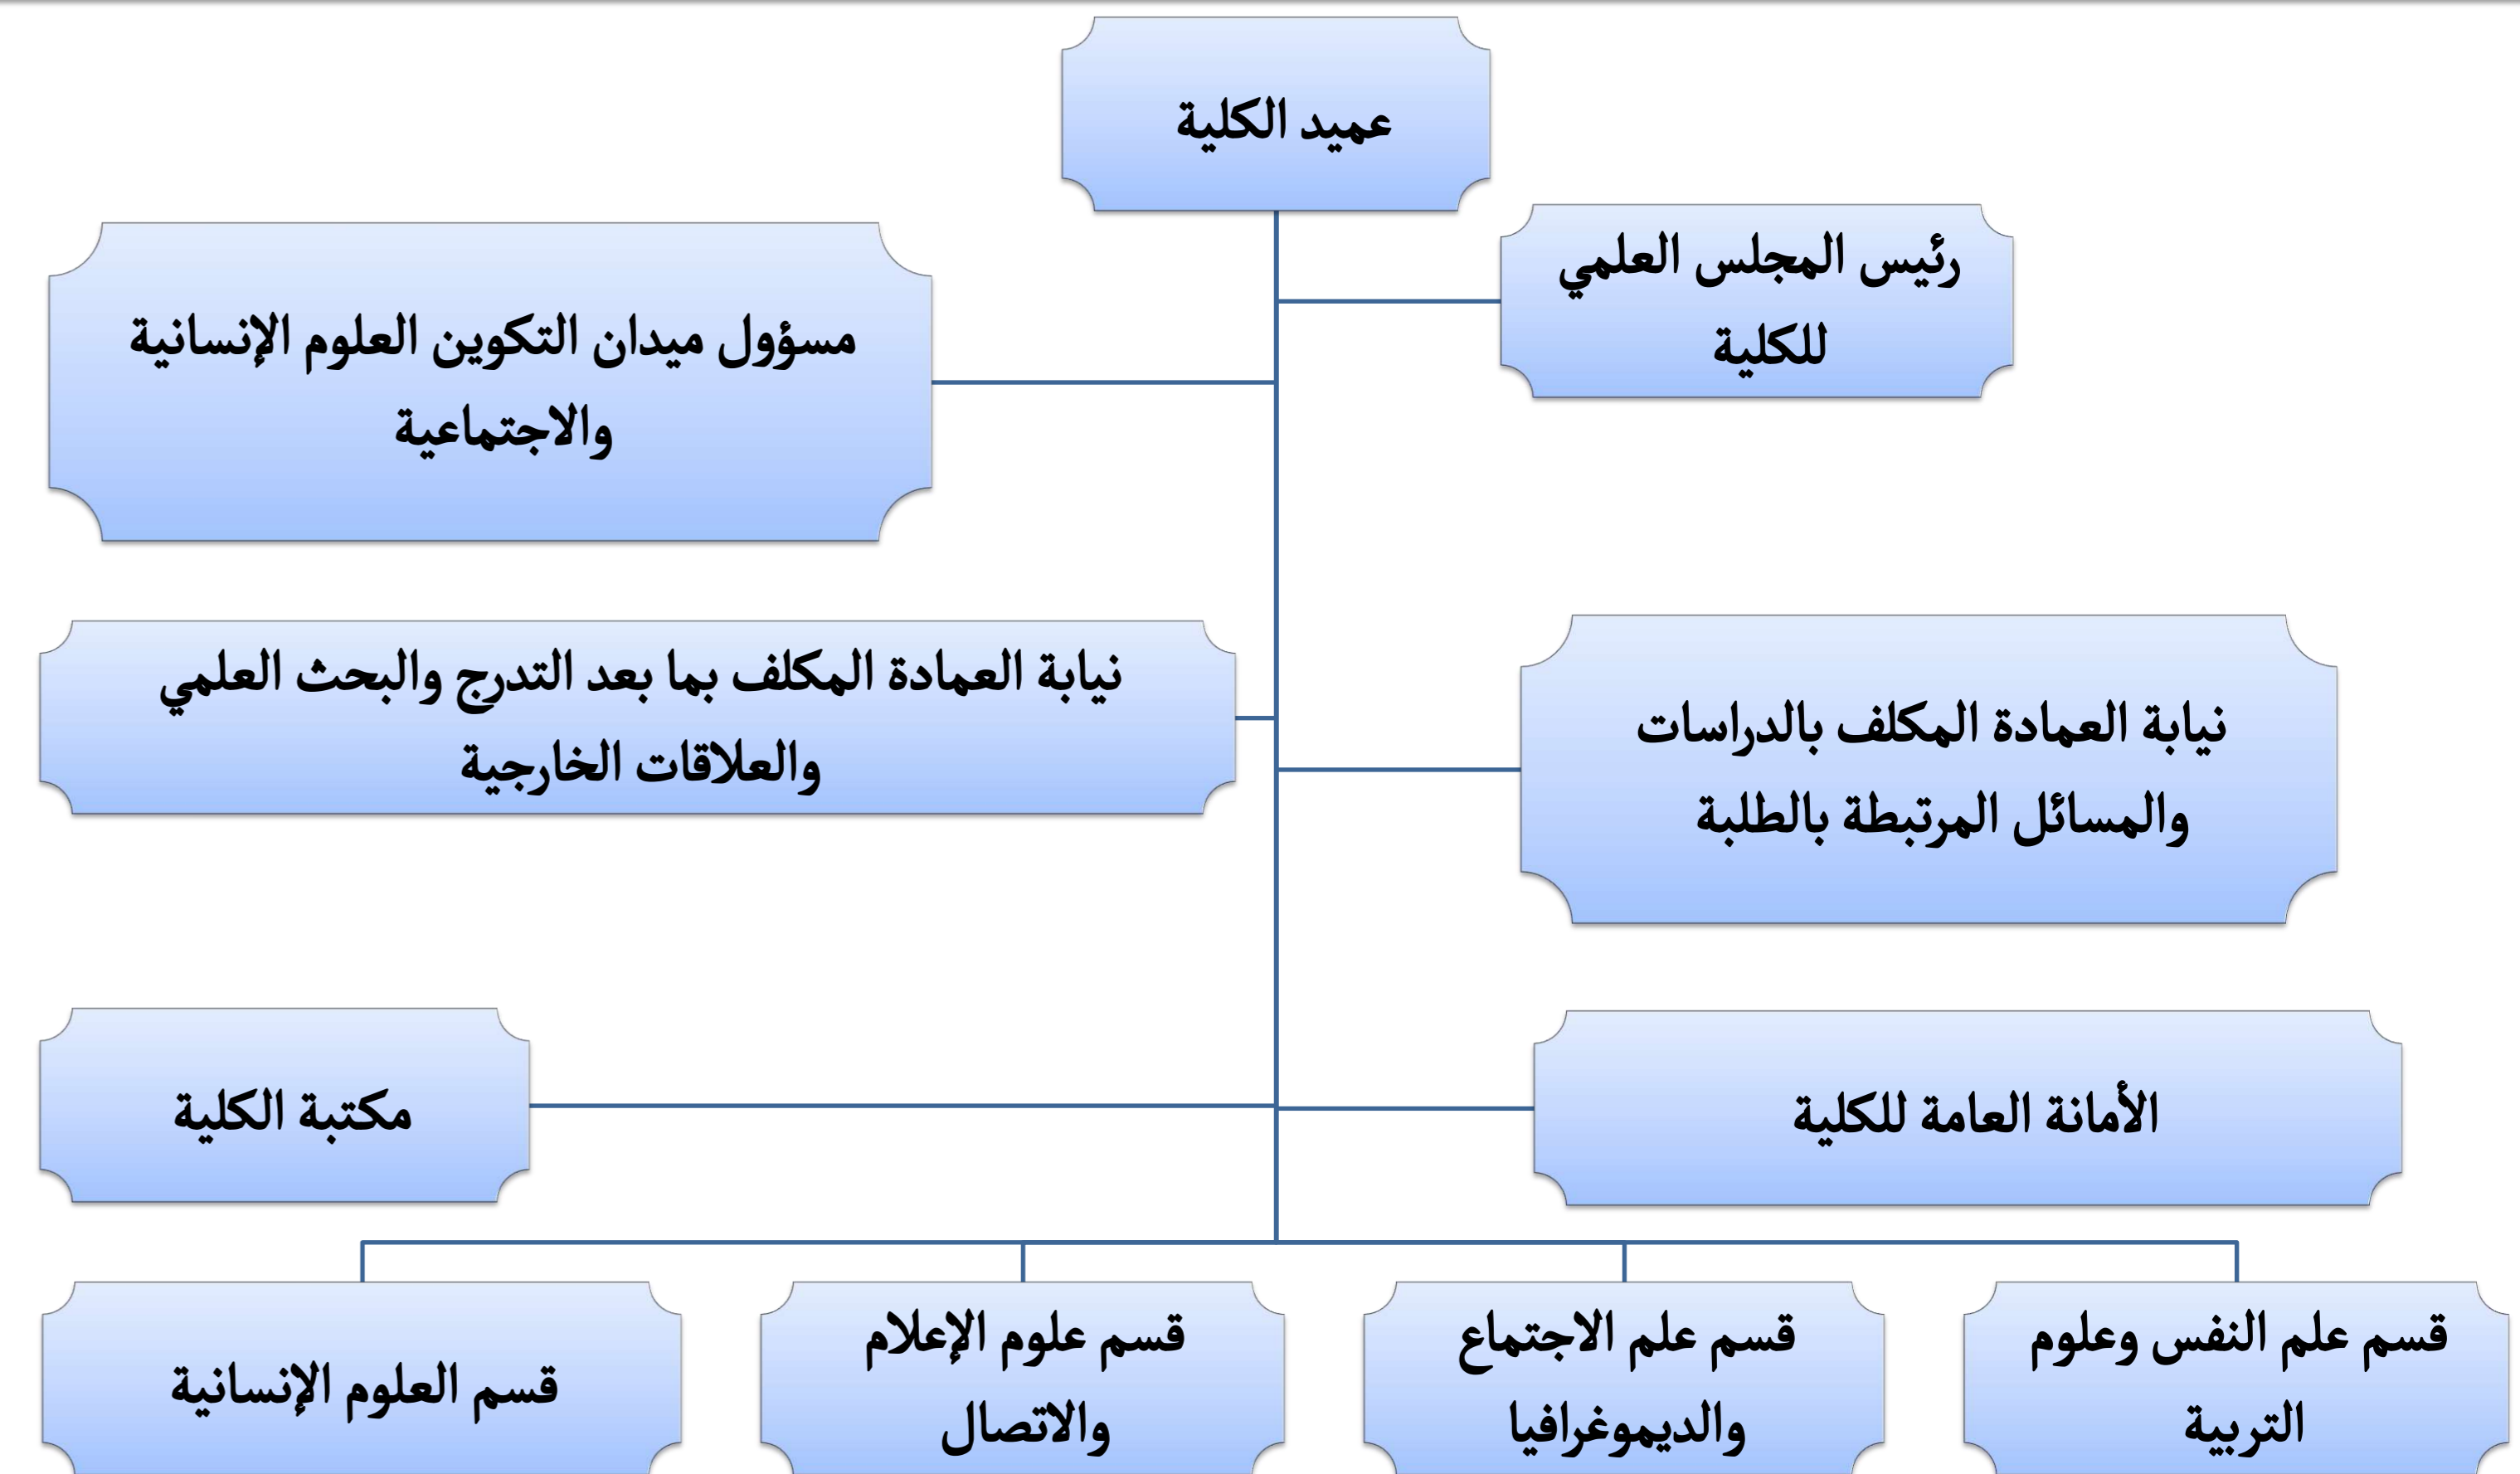 عميد الكلية
رئيس المجلس العلمي
للكلية
مسؤول ميدان التكوين العلوم الإنسانية
والاجتماعية
نيابة العمادة المكلف بالدراسات
والمسائل المرتبطة بالطلبة
نيابة العمادة المكلف بما بعد التدرج والبحث العلمي
والعلاقات الخارجية
الأمانة العامة للكلية
مكتبة الكلية
قسم علم النفس وعلوم
التربية
قسم علم الاجتماع
والديموغرافيا
قسم علوم الإعلام
والاتصال
قسم العلوم الإنسانية